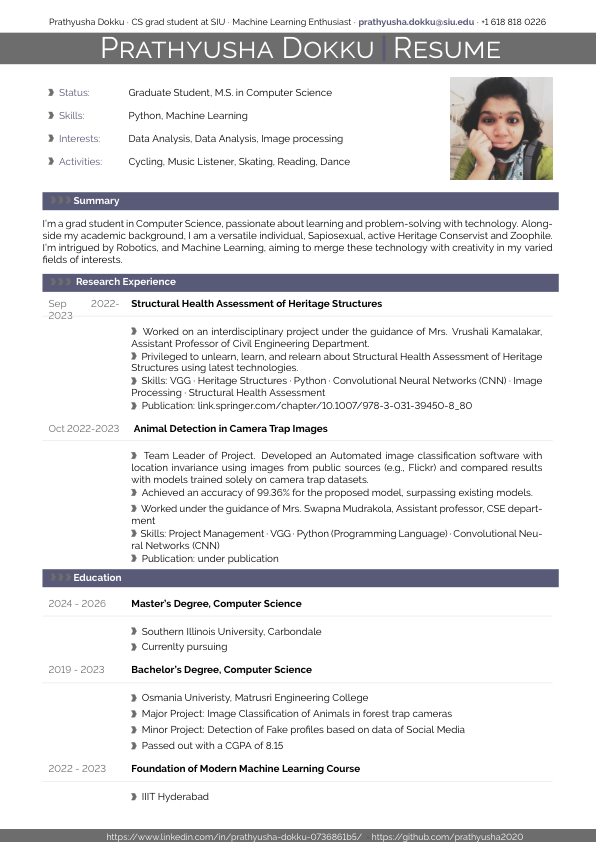 Prathyusha Dokku · CS grad student at SIU · Machine Learning Enthusiast · prathyusha.dokku@siu.edu · +1 618 818 0226
Prathyusha Dokku | Resume
Status: Graduate Student, M.S. in Computer Science
Skills: Python, Machine Learning
Interests: Data Analysis, Data Analysis, Image processing
Activities: Cycling, Music Listener, Skating, Reading, Dance
Summary
I'm a grad student in Computer Science, passionate about learning and problem-solving with technology. Along-
side my academic background, I am a versatile individual, Sapiosexual, active Heritage Conservist and Zoophile.
I'm intrigued by Robotics, and Machine Learning, aiming to merge these technology with creativity in my varied
fields of interests.
Research Experience
Sep 2022- Structural Health Assessment of Heritage Structures
2023
Worked on an interdisciplinary project under the guidance of Mrs. Vrushali Kamalakar,
Assistant Professor of Civil Engineering Department.
Privileged to unlearn, learn, and relearn about Structural Health Assessment of Heritage
Structures using latest technologies.
Skills: VGG · Heritage Structures · Python · Convolutional Neural Networks (CNN) · Image
Processing · Structural Health Assessment
Publication: link.springer.com/chapter/10.1007/978-3-031-39450-8_80
Oct 2022-2023 Animal Detection in Camera Trap Images
Team Leader of Project. Developed an Automated image classification software with
location invariance using images from public sources (e.g., Flickr) and compared results
with models trained solely on camera trap datasets.
Achieved an accuracy of 99.36% for the proposed model, surpassing existing models.
Worked under the guidance of Mrs. Swapna Mudrakola, Assistant professor, CSE depart-
ment
Skills: Project Management · VGG · Python (Programming Language) · Convolutional Neu-
ral Networks (CNN)
Publication: under publication
Education
2024 - 2026 Master's Degree, Computer Science
Southern Illinois University, Carbondale
Currenlty pursuing
2019 - 2023 Bachelor's Degree, Computer Science
Osmania Univeristy, Matrusri Engineering College
Major Project: Image Classification of Animals in forest trap cameras
Minor Project: Detection of Fake profiles based on data of Social Media
Passed out with a CGPA of 8.15
2022 - 2023 Foundation of Modern Machine Learning Course
IIIT Hyderabad
https://www.linkedin.com/in/prathyusha-dokku-0736861b5/ https://github.com/prathyusha2020